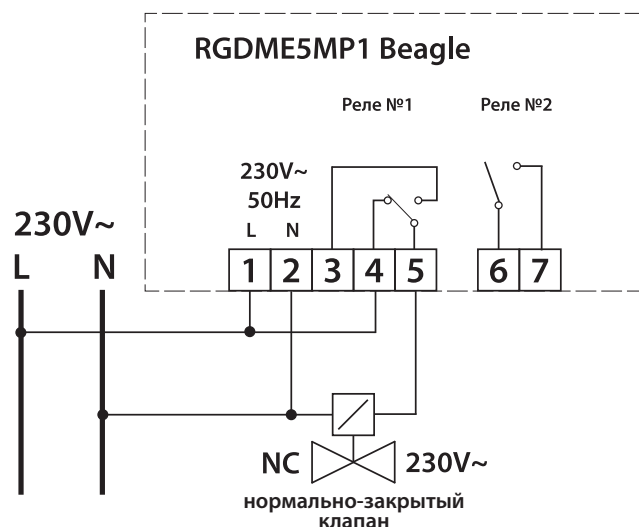 RGDME5MP1 Beagle
Реле №1 Реле №2
230V~
50Hz
L N
230V~
L N
1 2 3 4 5 6 7
NC 230V~
нормально-закрытый
клапан